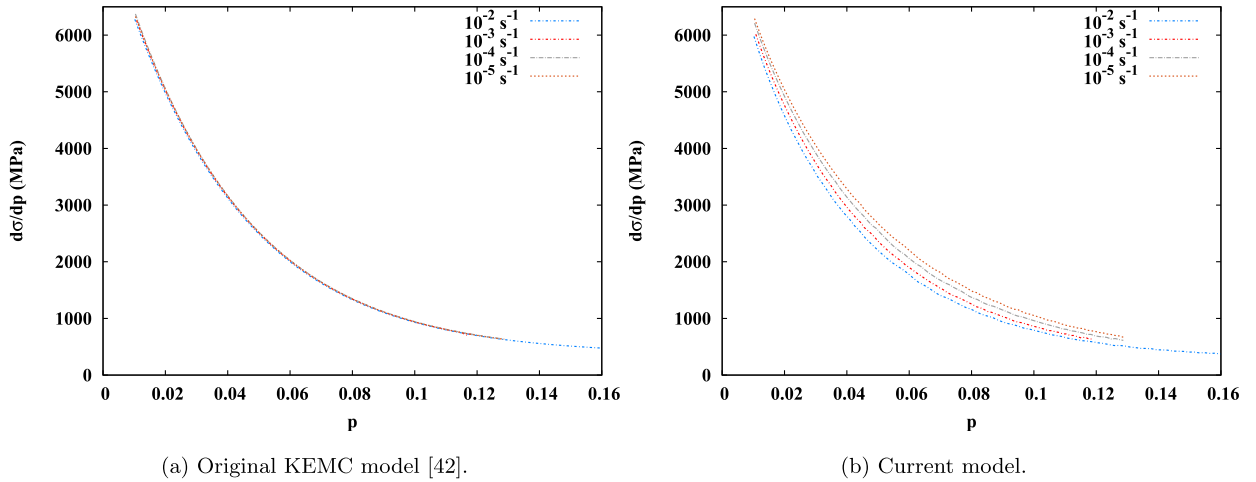 6000
5000
4000
3000
2000
1000
0
dσ/dp (MPa)
0 0.02 0.04 0.06 0.08 0.1 0.12 0.14 0.16
p
10-2 s-1
10-3 s-1
10-4 s-1
10-5 s-1
(a) Original KEMC model [42].
6000
5000
4000
3000
2000
1000
0
dσ/dp (MPa)
0 0.02 0.04 0.06 0.08 0.1 0.12 0.14 0.16
p
10-2 s-1
10-3 s-1
10-4 s-1
10-5 s-1
(b) Current model.